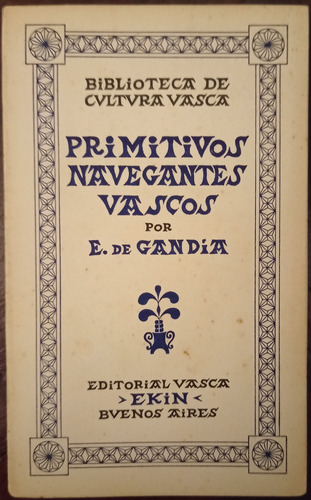 BiBLiOTECA DE
CVLTVRA VASCA
PRiMiTiVOS
NAVEGANTES
VASCOS
POR
E. DE GANDiA
EDiTORiAL VASCA
>EKiN<
BVENOS AiRES